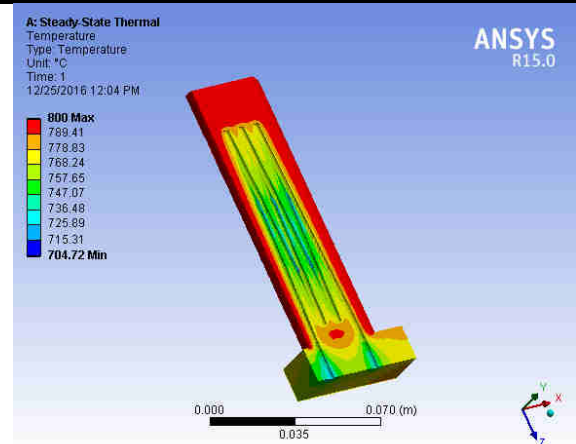 A: Steady-State Thermal
Temperature
Type: Temperature
Unit: °C
Time: 1
12/25/2016 12:04 PM
ANSYS
R15.0
800 Max
789.41
778.83
768.24
757.65
747.07
736.48
725.89
715.31
704.72 Min
0.000
0.070 (m)
0.035
Y
X
Z